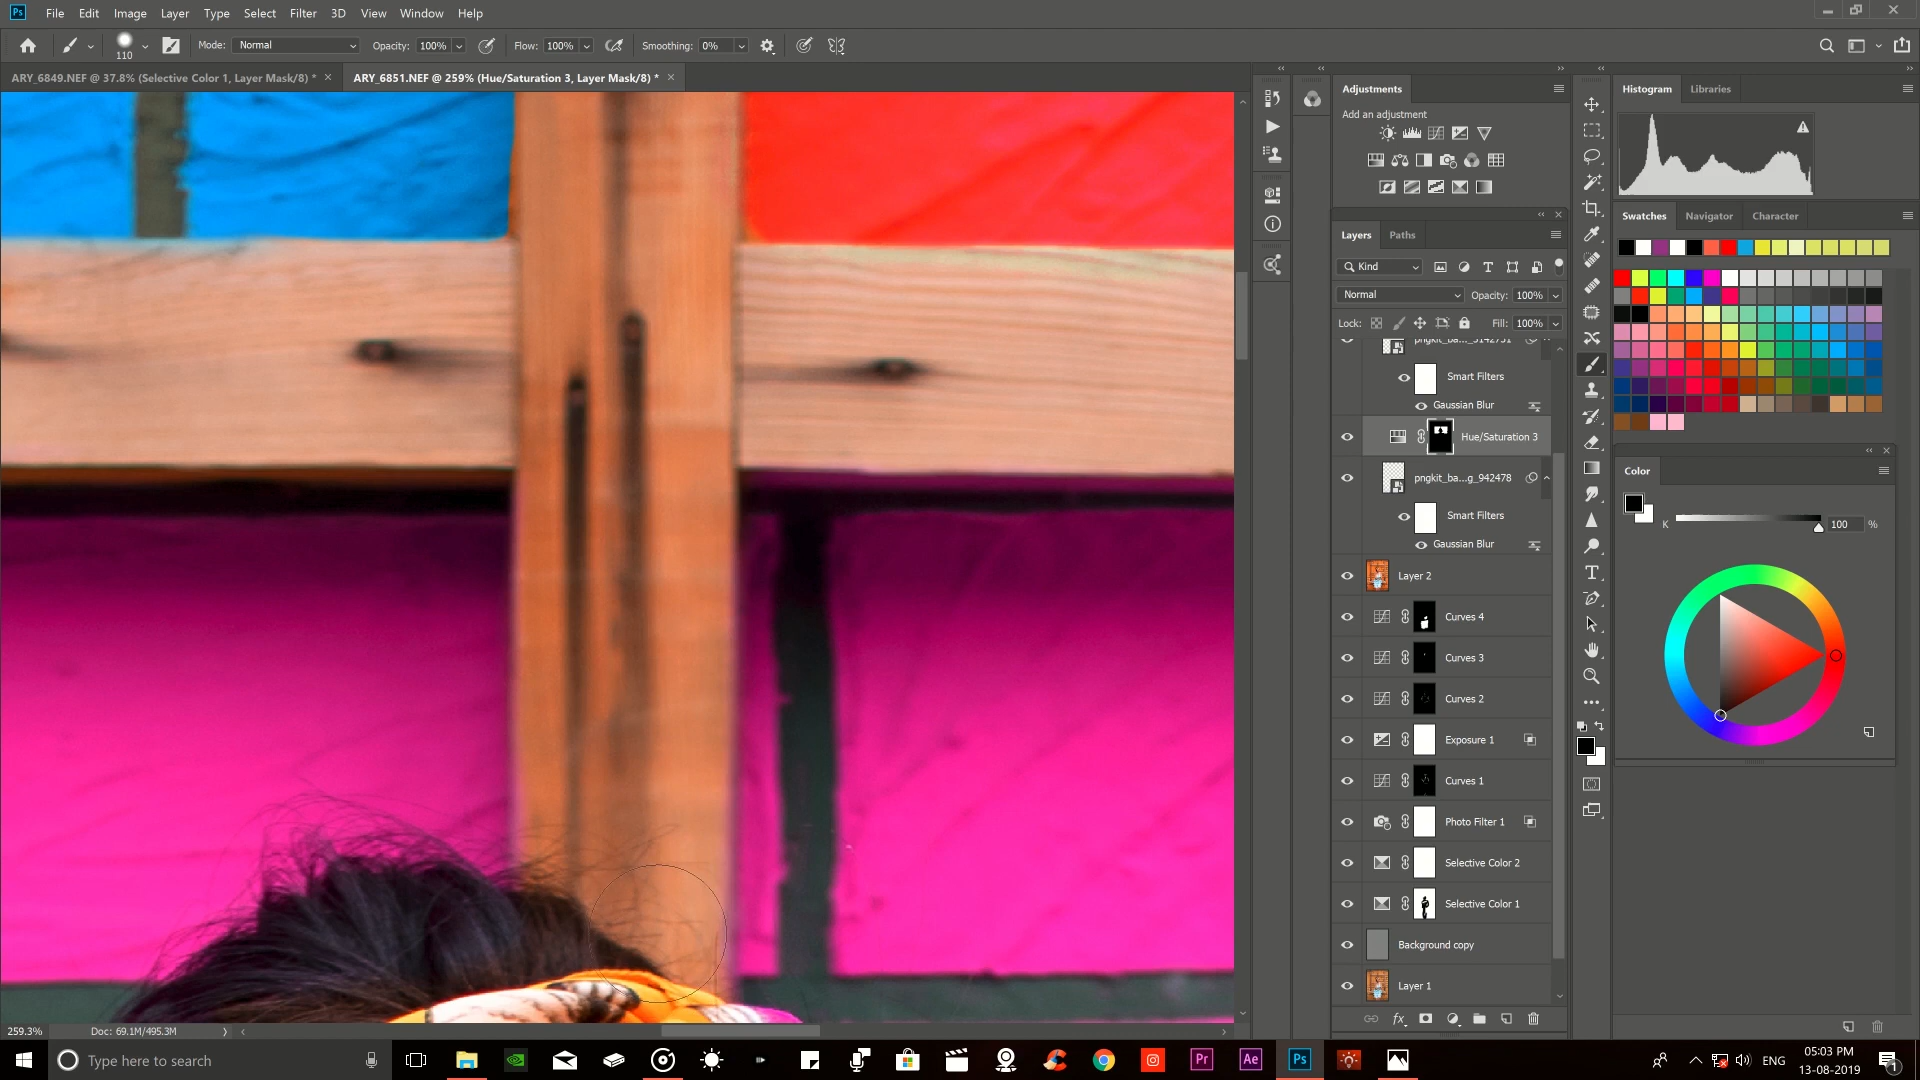 Ps File Edit Image Layer Type Select Filter 3D View Window Help
110 Mode: Normal Opacity: 100% Flow: 100% Smoothing: 0%
ARY_6849.NEF @ 37.8% (Selective Color 1, Layer Mask/8) * × ARY_6851.NEF @ 259% (Hue/Saturation 3, Layer Mask/8) * ×
Adjustments
Add an adjustment
Histogram Libraries
Swatches Navigator Character
Layers Paths
Kind
Normal Opacity: 100%
Lock: Fill: 100%
Smart Filters
Gaussian Blur
Hue/Saturation 3
pngkit_ba...g_942478
Smart Filters
Gaussian Blur
Layer 2
Curves 4
Curves 3
Curves 2
Exposure 1
Curves 1
Photo Filter 1
Selective Color 2
Selective Color 1
Background copy
Layer 1
fx
Color
K 100 %
259.3% Doc: 69.1M/495.3M
Type here to search
Pr Ae Ps
ENG
05:03 PM
13-08-2019
1